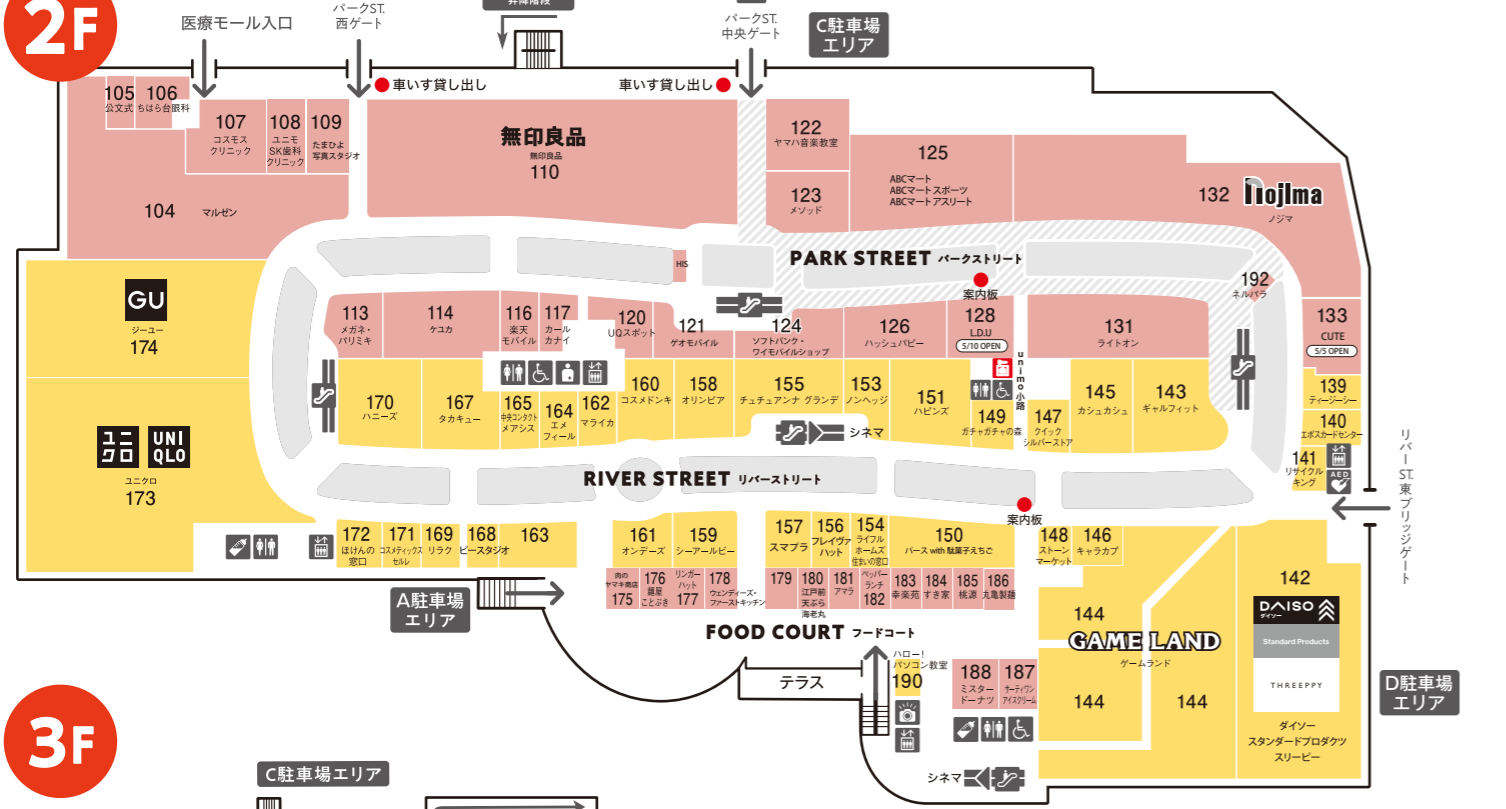 2F
医療モール入口
パークST.
西ゲート
昇降階段
パークST.
中央ゲート
C駐車場
エリア
車いす貸し出し
車いす貸し出し
105
公文式
106
ちはら台眼科
107
コスモス
クリニック
108
ユニモ
SK歯科
クリニック
109
たまひよ
写真スタジオ
無印良品
無印良品
110
122
ヤマハ音楽教室
123
メソッド
125
ABCマート
ABCマートスポーツ
ABCマートアスリート
132
nojima
ノジマ
104
マルゼン
HIS
PARK STREET パークストリート
案内板
192
ネルパラ
GU
ジーユー
174
113
メガネ・
パリミキ
114
ケユカ
116
楽天
モバイル
117
カール
カナイ
120
UQスポット
121
ゲオモバイル
124
ソフトバンク・
ワイモバイルショップ
126
ハッシュパピー
128
L.D.U
5/10 OPEN
131
ライトオン
133
CUTE
5/5 OPEN
unimo小路
170
ハニーズ
167
タカキュー
165
中央コンタクト
メアシス
164
エメ
フィール
162
マライカ
160
コスメドンキ
158
オリンピア
155
チュチュアンナ グランデ
153
ノンヘッジ
151
ハピンズ
149
ガチャガチャの森
147
クイック
シルバーストア
145
カシュカシュ
143
ギャルフィット
139
ティージーシー
140
エポスカードセンター
141
リサイクル
キング
AED
シネマ
ユニクロ
UNIQLO
ユニクロ
173
RIVER STREET リバーストリート
案内板
リバーST.東ブリッジゲート
172
ほけんの
窓口
171
コスメティックス
セルレ
169
リラク
168
ビースタジオ
163
161
オンデーズ
159
シーアールビー
157
スマプラ
156
フレイヴァ
ハット
154
ライフル
ホームズ
住まいの窓口
150
パース with 駄菓子えちご
148
ストーン
マーケット
146
キャラカブ
肉の
ヤマキ商店
175
176
麺屋
ことぶき
リンガー
ハット
177
178
ウェンディーズ・
ファーストキッチン
179
180
江戸前
天ぷら
海老丸
181
アマラ
ペッパー
ランチ
182
183
幸楽苑
184
すき家
185
桃源
186
丸亀製麺
A駐車場
エリア
FOOD COURT フードコート
テラス
ハロー!
パソコン教室
190
188
ミスター
ドーナツ
187
サーティワン
アイスクリーム
144
GAME LAND
ゲームランド
144
144
142
DAISO
ダイソー
Standard Products
THREEPPY
ダイソー
スタンダードプロダクツ
スリーピー
D駐車場
エリア
シネマ
3F
C駐車場エリア